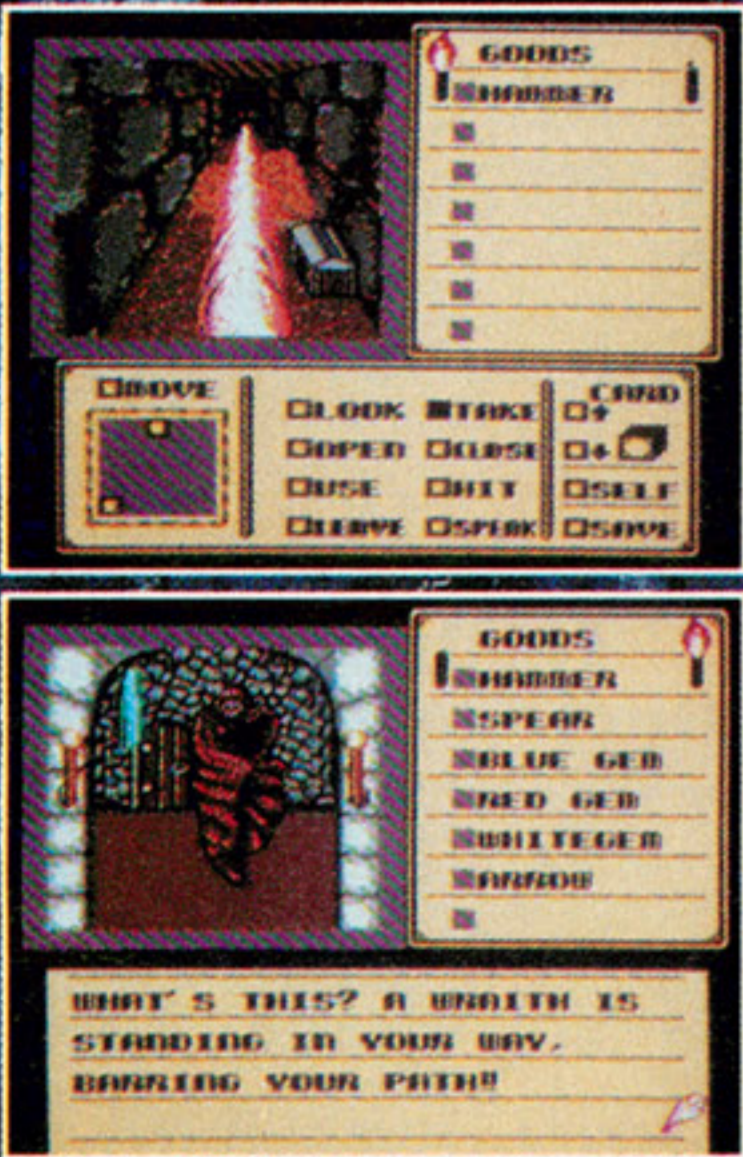 GOODS
HAMMER
MOVE
LOOK TAKE
OPEN CLOSE
USE HIT
LEAVE SPEAK
CARD
SELF
SAVE
GOODS
HAMMER
SPEAR
BLUE GEM
RED GEM
WHITEGEM
ARROW
WHAT'S THIS? A WRAITH IS
STANDING IN YOUR WAY,
BARRING YOUR PATH!!